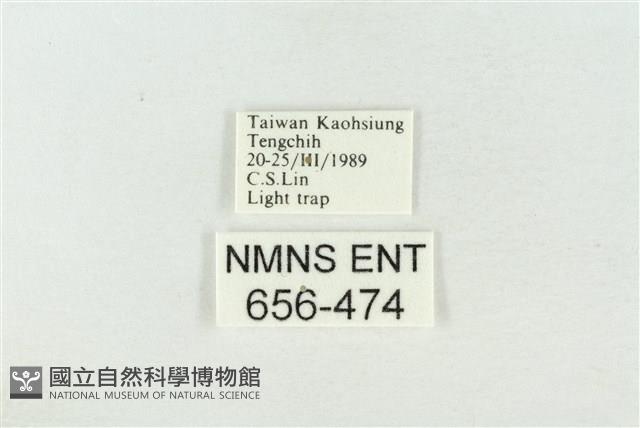 Taiwan Kaohsiung
Tengchih
20-25/III/1989
C.S.Lin
Light trap
NMNS ENT
656-474
國立自然科學博物館
NATIONAL MUSEUM OF NATURAL SCIENCE